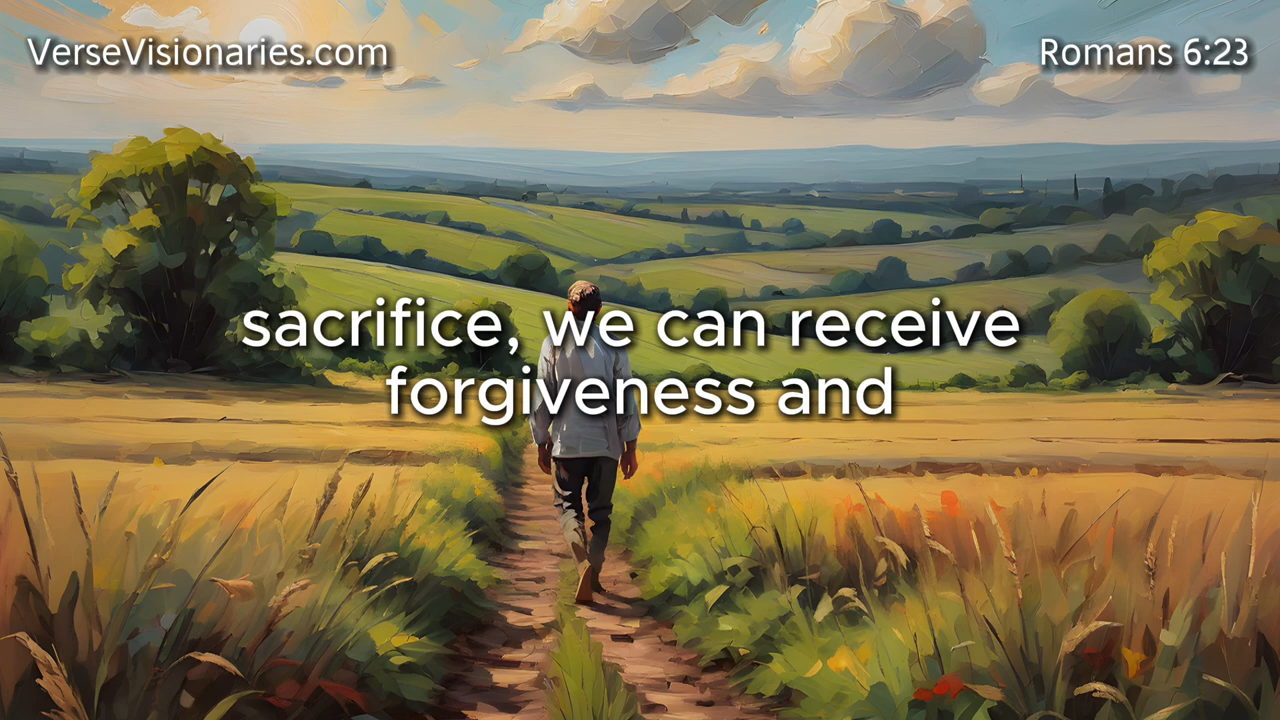 VerseVisionaries.com
Romans 6:23
sacrifice, we can receive
forgiveness and